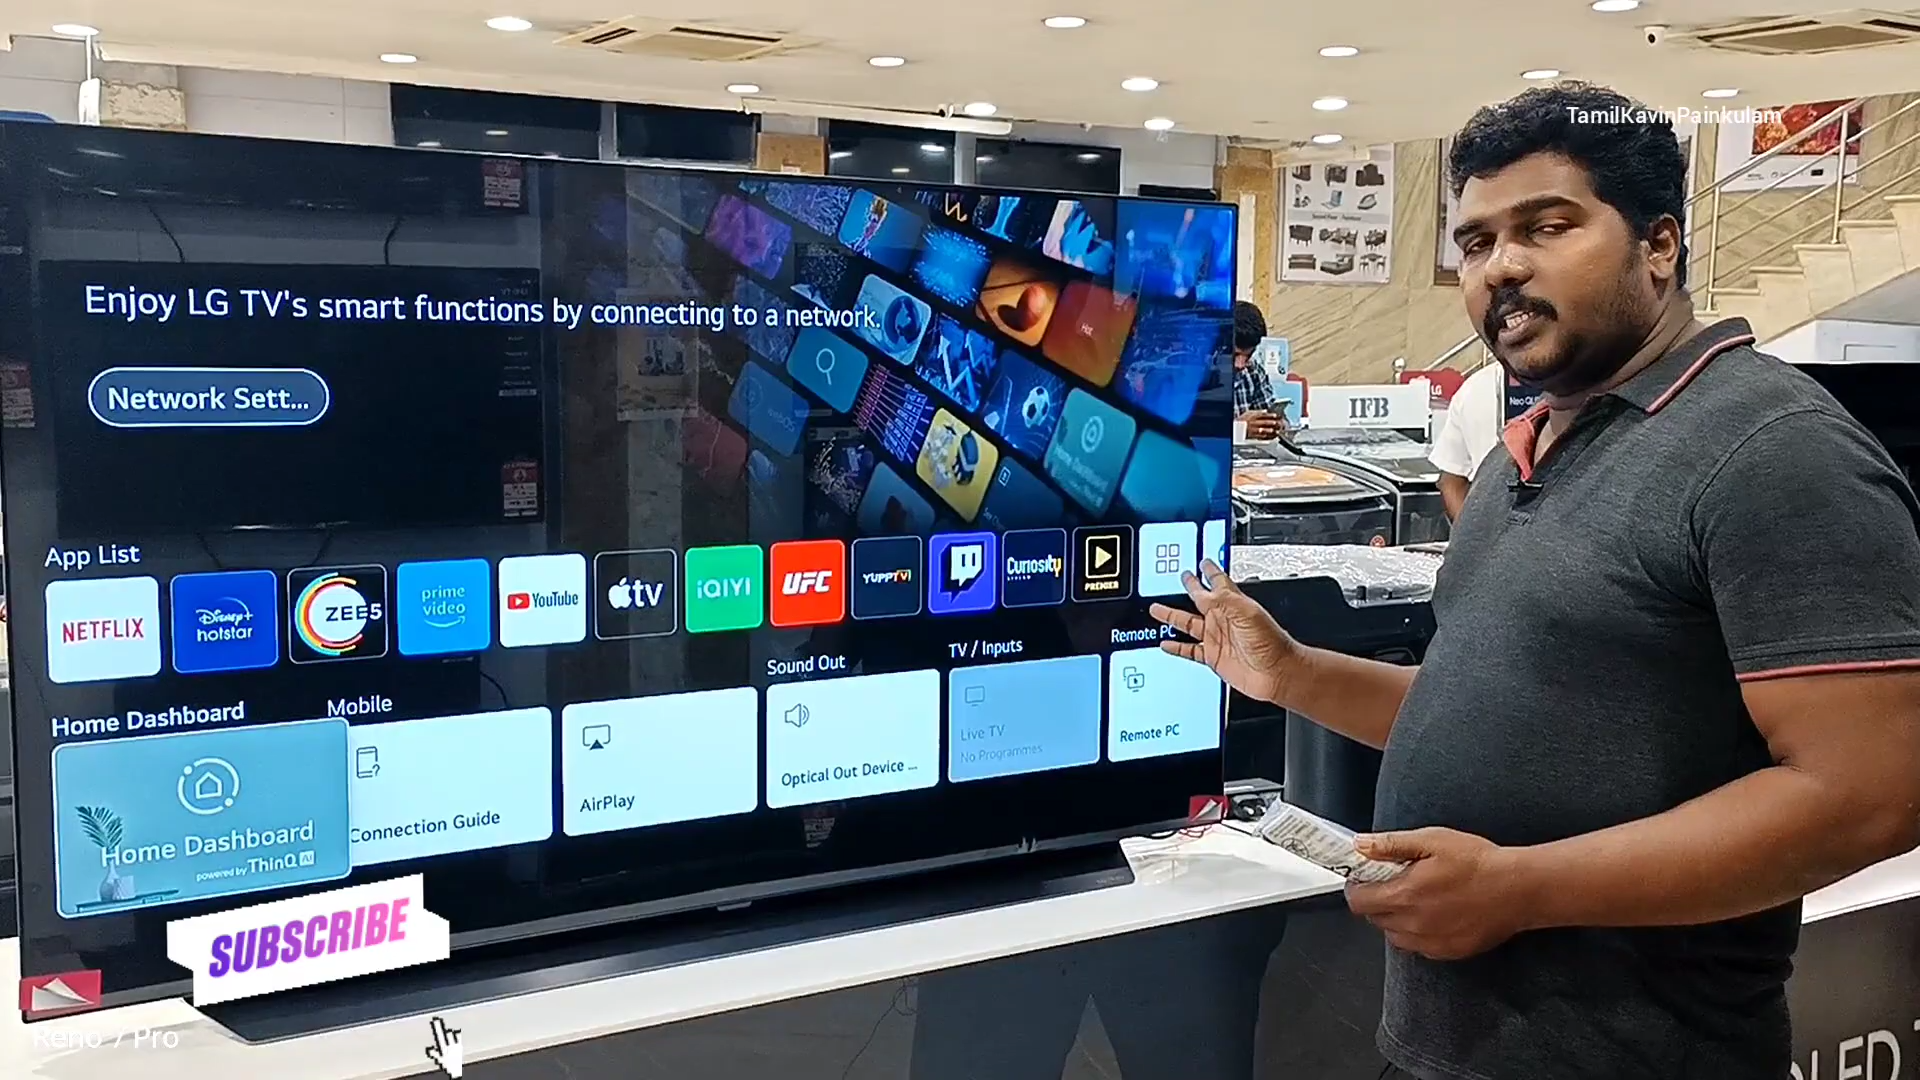 TamilKavinPainkulam
Enjoy LG TV's smart functions by connecting to a network.
Network Sett...
Hot
IFB
LG
App List
NETFLIX
Disney+
hotstar
ZEE5
prime
video
YouTube
tv
iQIYI
UFC
YUPPTV
Curiosity
STREAM
PREMIER
Home Dashboard
Mobile
Sound Out
TV / Inputs
Remote PC
Home Dashboard
powered by ThinQ AI
Connection Guide
AirPlay
Optical Out Device ...
Live TV
No Programmes
Remote PC
SUBSCRIBE
Reno 7 Pro